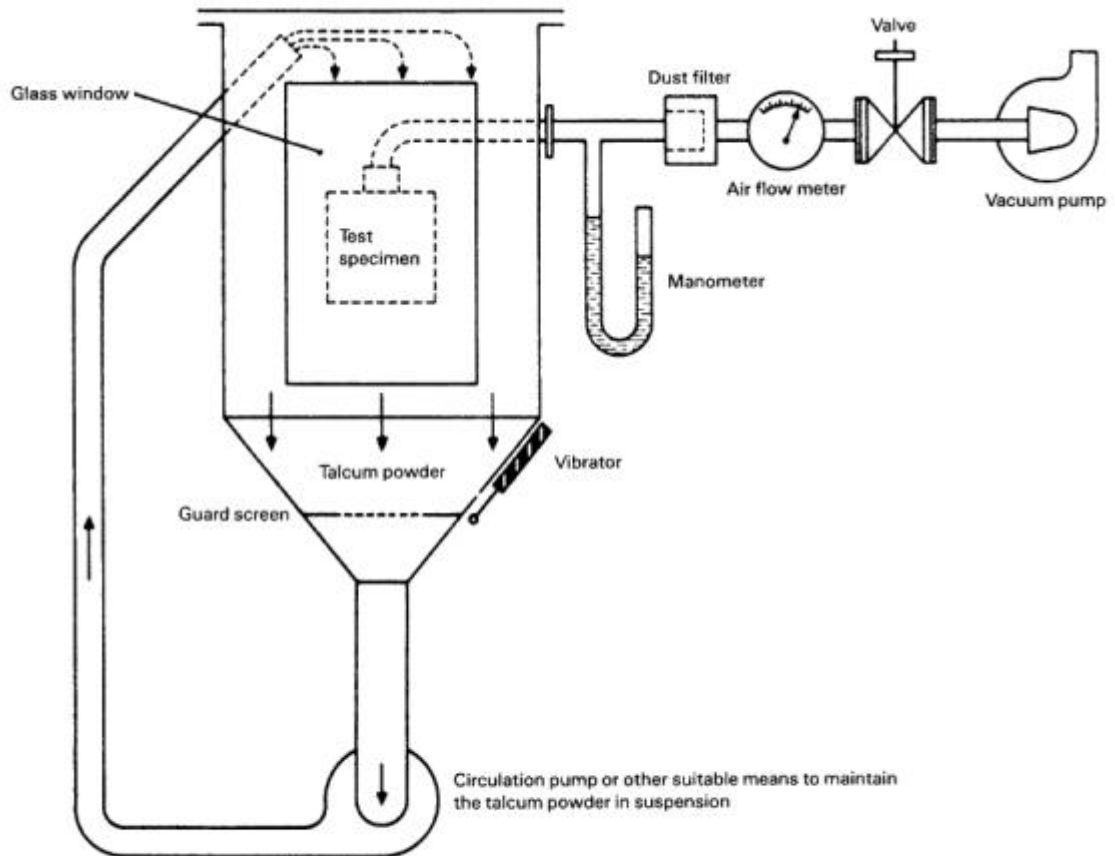 Valve
Dust filter
Glass window
Air flow meter
Vacuum pump
Test
specimen
Manometer
Talcum powder
Vibrator
Guard screen
Circulation pump or other suitable means to maintain
the talcum powder in suspension